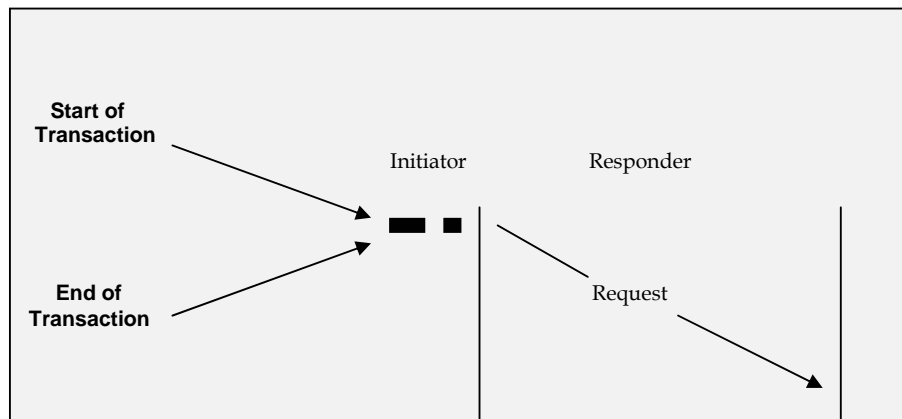 Start of
Transaction
Initiator
Responder
Request
End of
Transaction